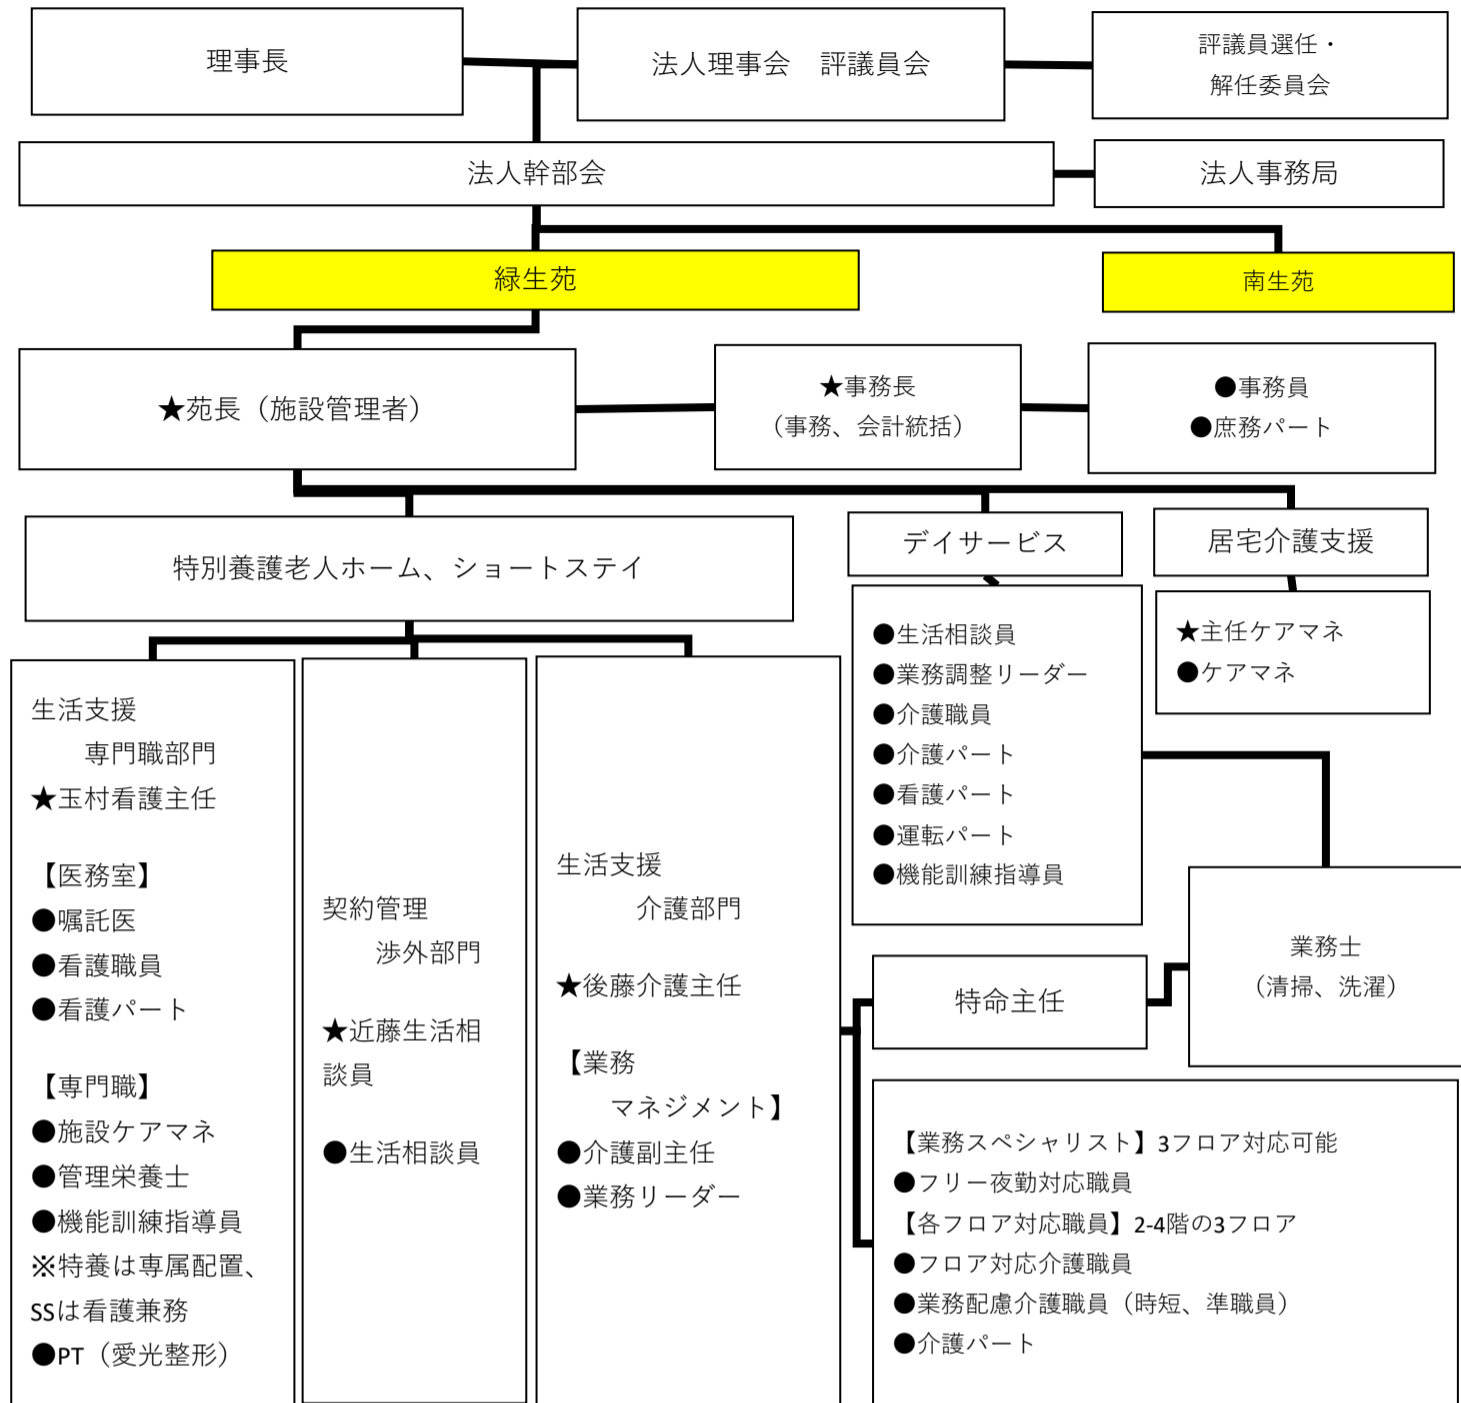 理事長
法人理事会　評議員会
評議員選任・
解任委員会
法人幹部会
法人事務局
緑生苑
南生苑
★苑長（施設管理者）
★事務長
（事務、会計統括）
●事務員
●庶務パート
特別養護老人ホーム、ショートステイ
デイサービス
居宅介護支援
生活支援
専門職部門
★玉村看護主任
【医務室】
●嘱託医
●看護職員
●看護パート
【専門職】
●施設ケアマネ
●管理栄養士
●機能訓練指導員
※特養は専属配置、
SSは看護兼務
●PT（愛光整形）
契約管理
渉外部門
★近藤生活相
談員
●生活相談員
生活支援
介護部門
★後藤介護主任
【業務
マネジメント】
●介護副主任
●業務リーダー
●生活相談員
●業務調整リーダー
●介護職員
●介護パート
●看護パート
●運転パート
●機能訓練指導員
★主任ケアマネ
●ケアマネ
特命主任
業務士
（清掃、洗濯）
【業務スペシャリスト】3フロア対応可能
●フリー夜勤対応職員
【各フロア対応職員】2-4階の3フロア
●フロア対応介護職員
●業務配慮介護職員（時短、準職員）
●介護パート